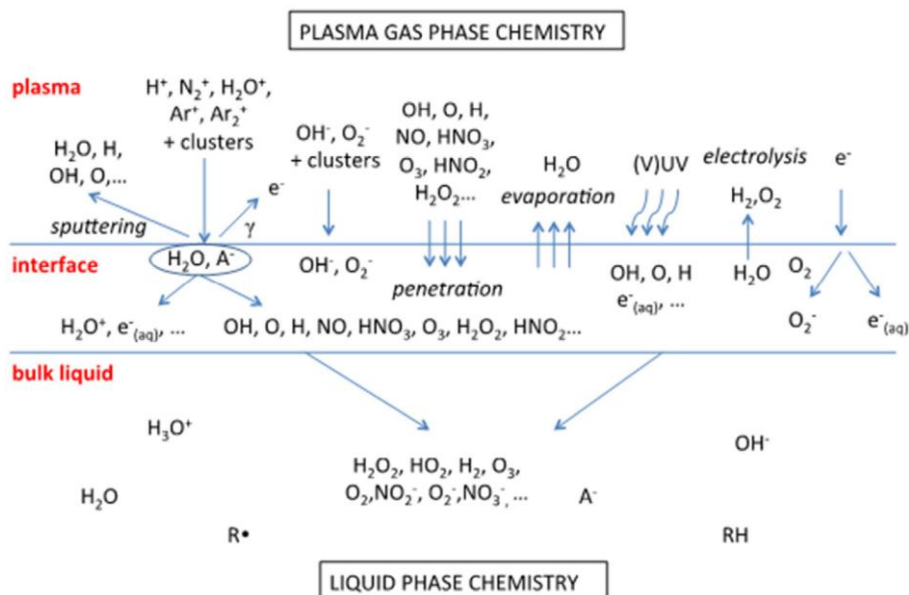 PLASMA GAS PHASE CHEMISTRY
plasma
H⁺, N₂⁺, H₂O⁺,
Ar⁺, Ar₂⁺
+ clusters
H₂O, H,
OH, O,...
sputtering
e⁻
γ
OH⁻, O₂⁻
+ clusters
OH, O, H,
NO, HNO₃,
O₃, HNO₂,
H₂O₂...
H₂O
evaporation
(V)UV
electrolysis
H₂,O₂
e⁻
interface
H₂O, A⁻
OH⁻, O₂⁻
penetration
OH, O, H
e⁻(aq), ...
H₂O
O₂
O₂⁻
e⁻(aq)
H₂O⁺, e⁻(aq), ...
OH, O, H, NO, HNO₃, O₃, H₂O₂, HNO₂...
bulk liquid
H₃O⁺
OH⁻
H₂O₂, HO₂, H₂, O₃,
O₂,NO₂⁻, O₂⁻,NO₃⁻, ...
H₂O
A⁻
R•
RH
LIQUID PHASE CHEMISTRY